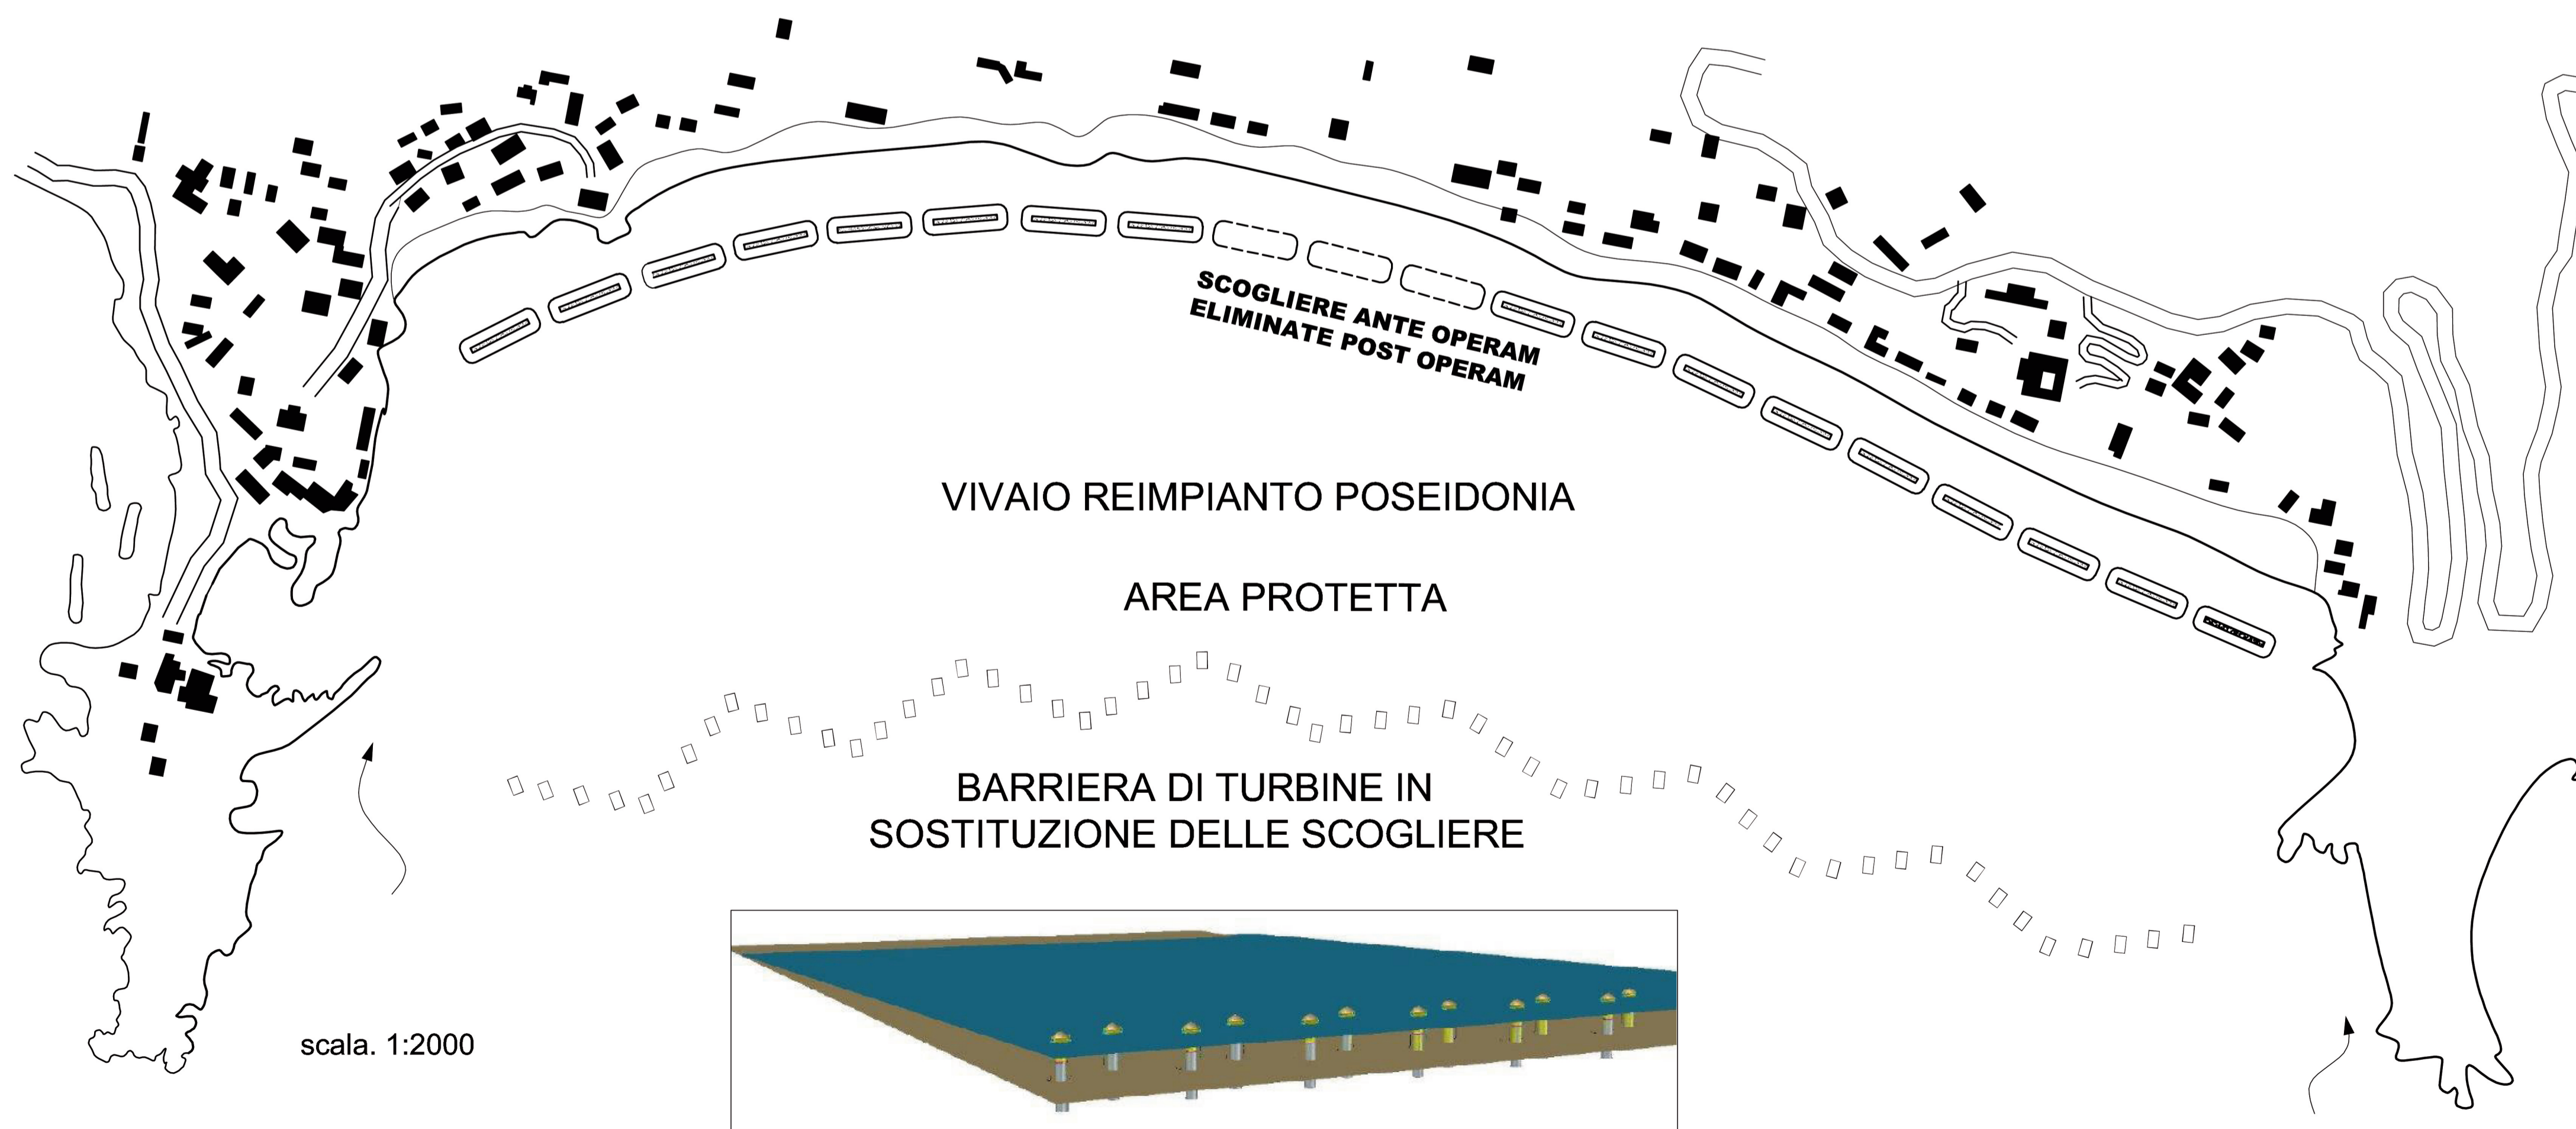 SCOGLIERE ANTE OPERAM
ELIMINATE POST OPERAM
VIVAIO REIMPIANTO POSEIDONIA
AREA PROTETTA
BARRIERA DI TURBINE IN
SOSTITUZIONE DELLE SCOGLIERE
scala. 1:2000